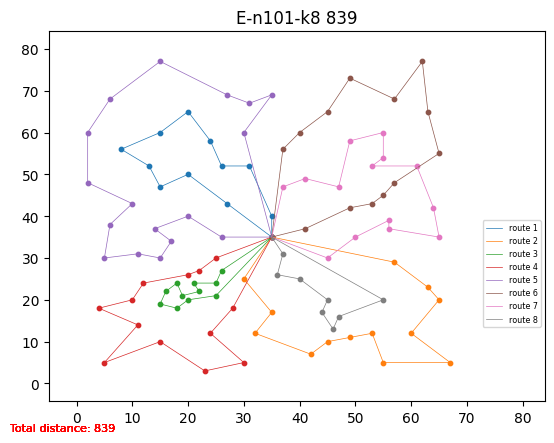 E-n101-k8 839
80
70
60
50
40
30
20
10
0
0 10 20 30 40 50 60 70 80
route 1
route 2
route 3
route 4
route 5
route 6
route 7
route 8
Total distance: 839